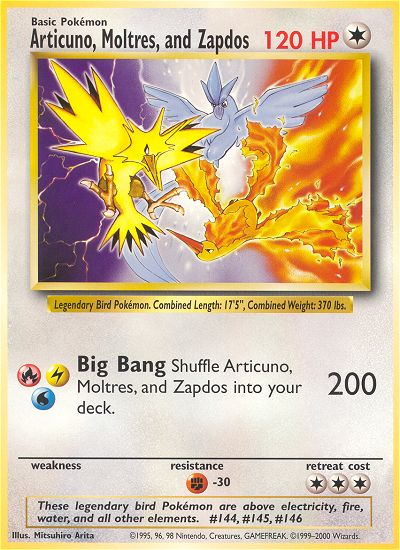 Basic Pokémon
Articuno, Moltres, and Zapdos 120 HP
Legendary Bird Pokémon. Combined Length: 17'5", Combined Weight: 370 lbs.
Big Bang Shuffle Articuno,
Moltres, and Zapdos into your
deck.
200
weakness resistance retreat cost
-30
These legendary bird Pokémon are above electricity, fire,
water, and all other elements. #144, #145, #146
Illus. Mitsuhiro Arita ©1995, 96, 98 Nintendo, Creatures, GAMEFREAK. ©1999-2000 Wizards.